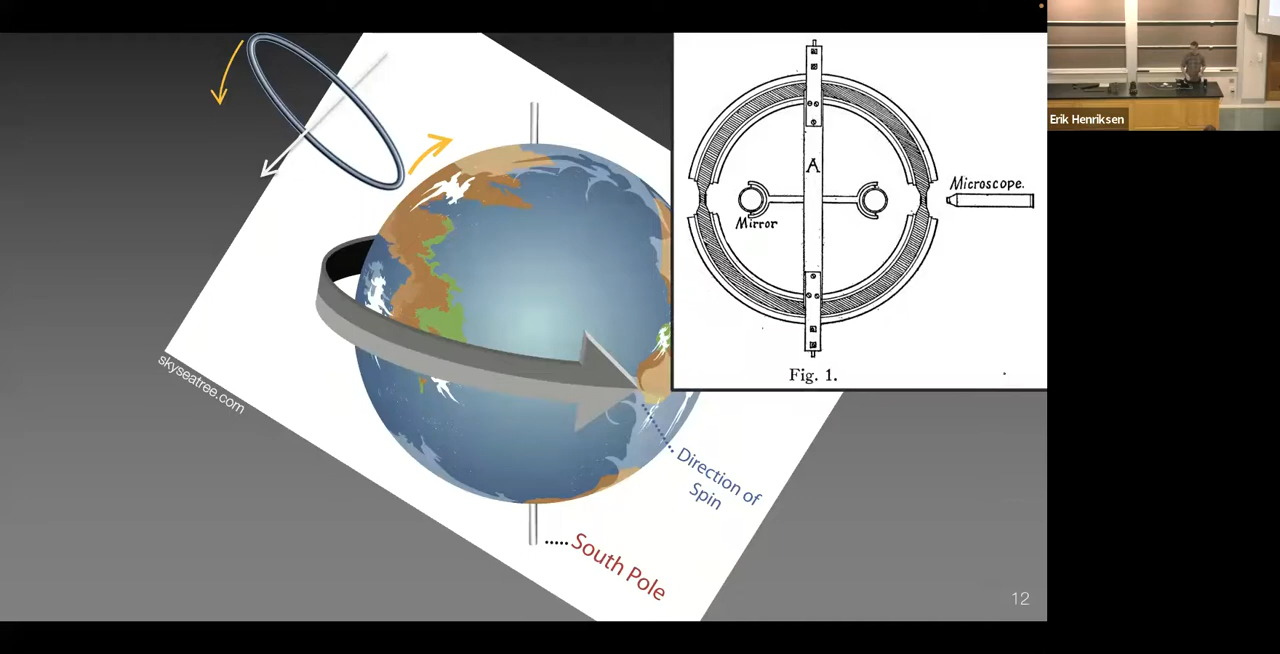 A
Microscope.
Mirror
Fig. 1.
skyseatree.com
Direction of
Spin
South Pole
12
Erik Henriksen